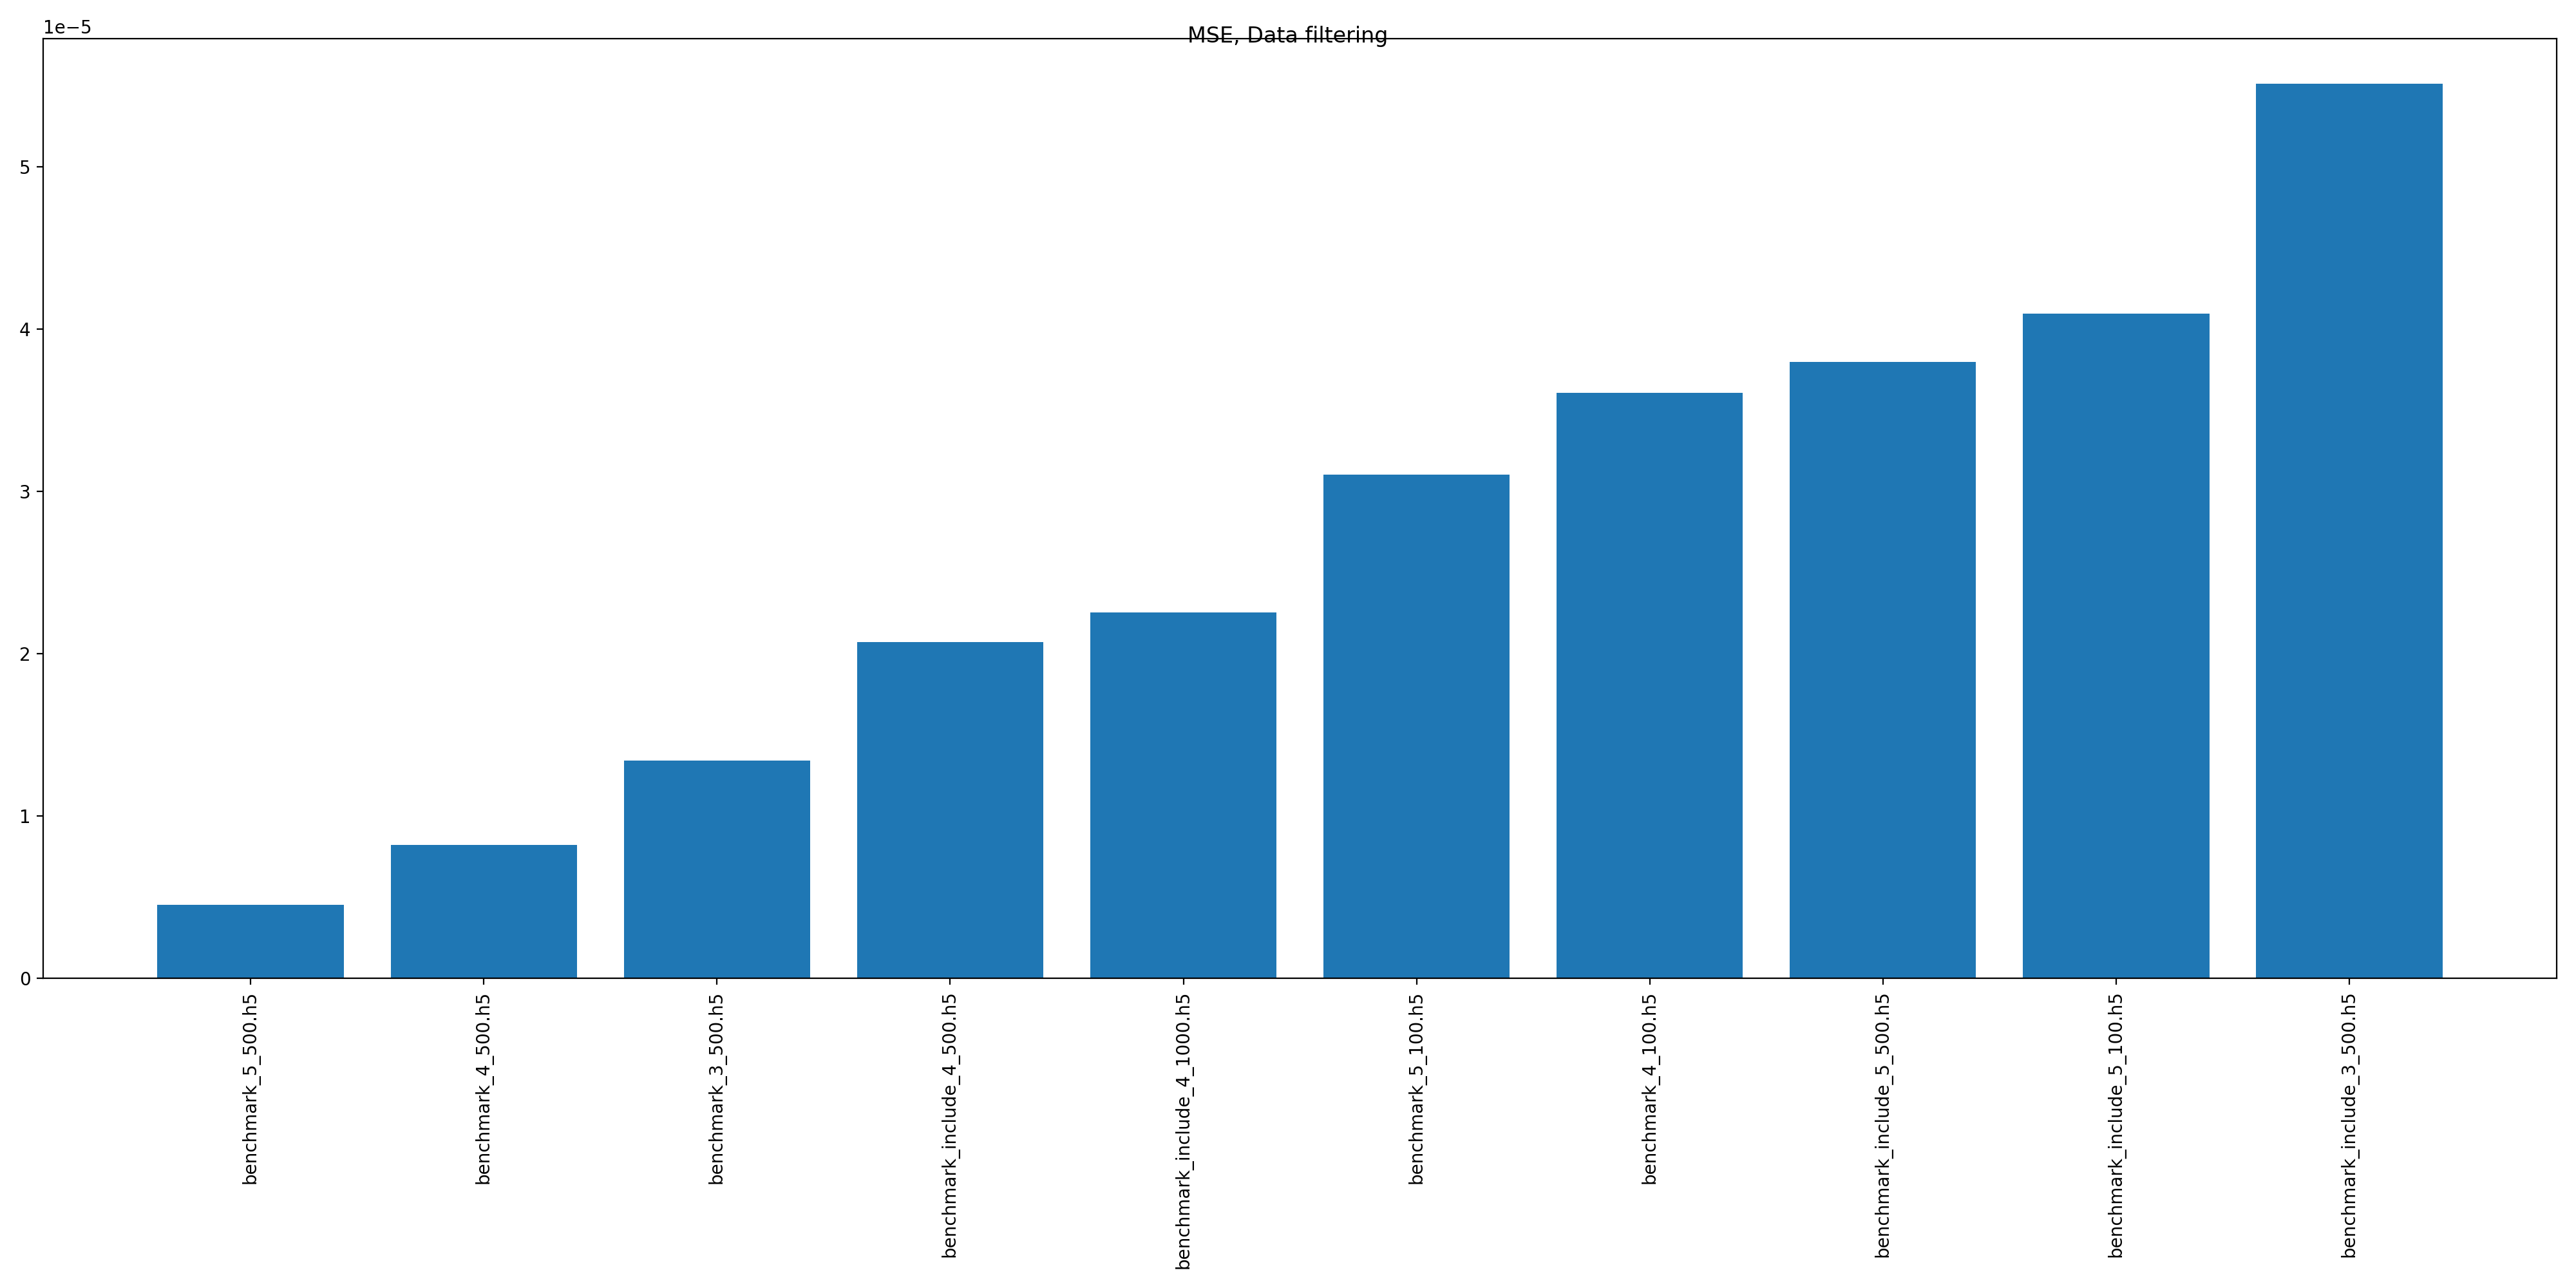 MSE, Data filtering
1e−5
5
4
3
2
1
0
benchmark_5_500.h5
benchmark_4_500.h5
benchmark_3_500.h5
benchmark_include_4_500.h5
benchmark_include_4_1000.h5
benchmark_5_100.h5
benchmark_4_100.h5
benchmark_include_5_500.h5
benchmark_include_5_100.h5
benchmark_include_3_500.h5